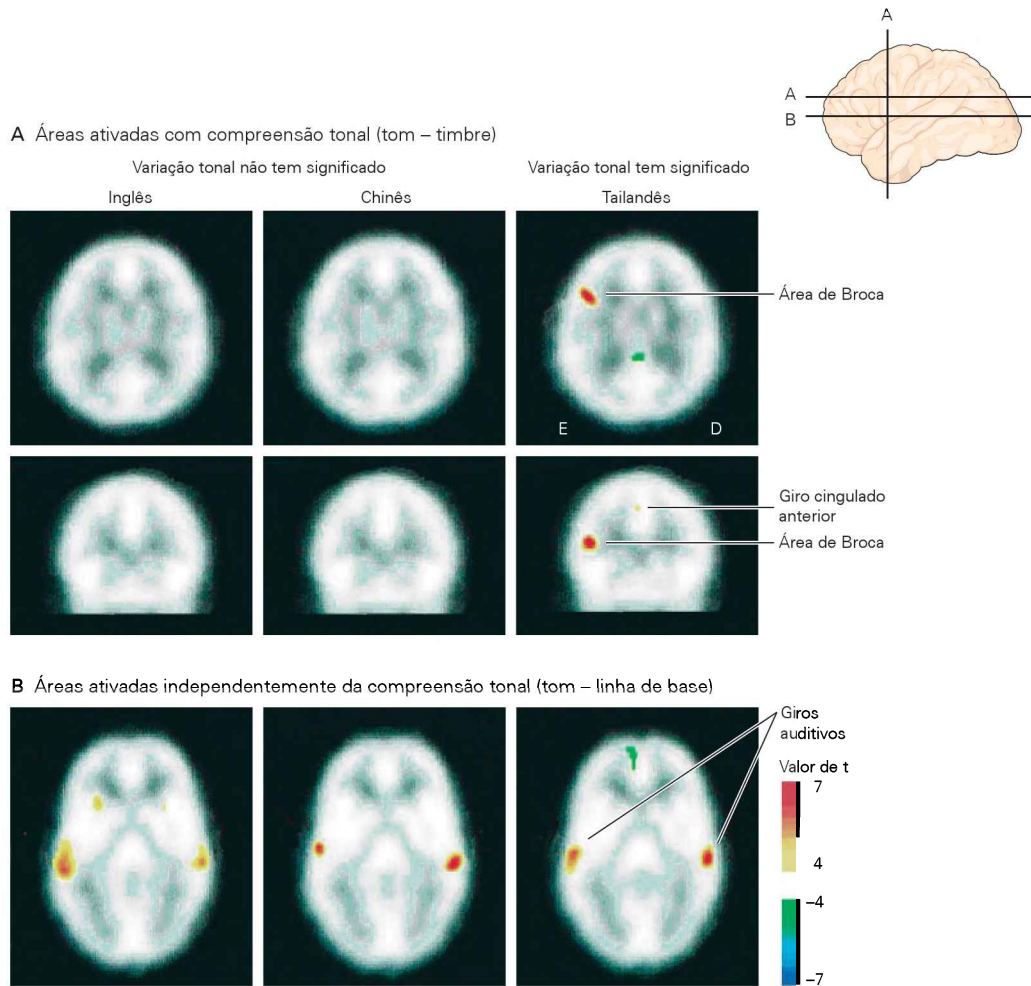 A
A
B
A Áreas ativadas com compreensão tonal (tom – timbre)
Variação tonal não tem significado
Variação tonal tem significado
Inglês
Chinês
Tailandês
Área de Broca
E
D
Giro cingulado
anterior
Área de Broca
B Áreas ativadas independentemente da compreensão tonal (tom – linha de base)
Giros
auditivos
Valor de t
7
4
–4
–7